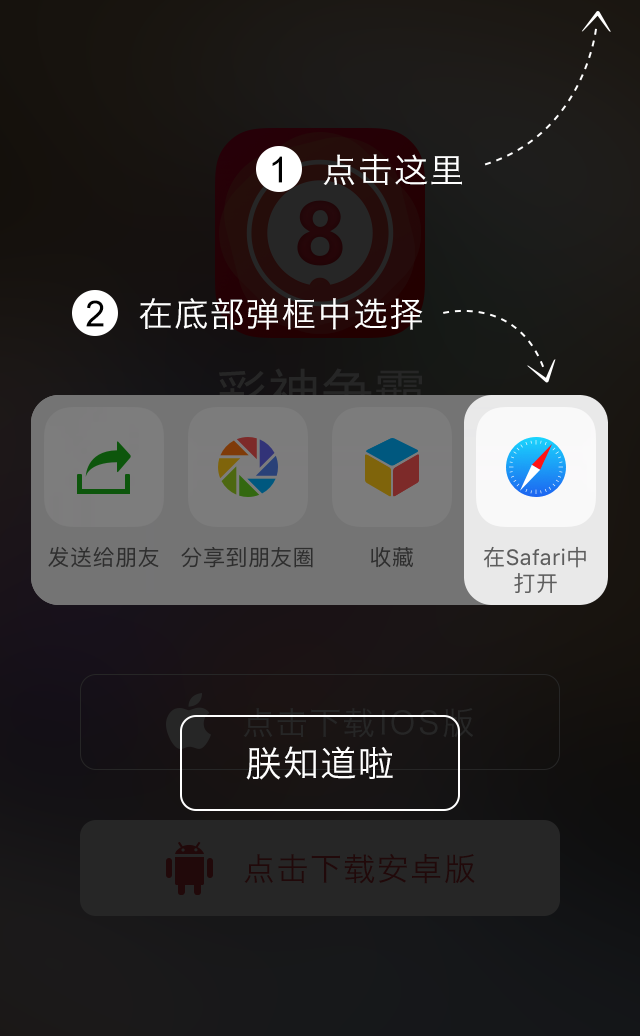 1 点击这里
8
2 在底部弹框中选择
彩神争霸
发送给朋友
分享到朋友圈
收藏
在Safari中
打开
点击下载IOS版
朕知道啦
点击下载安卓版